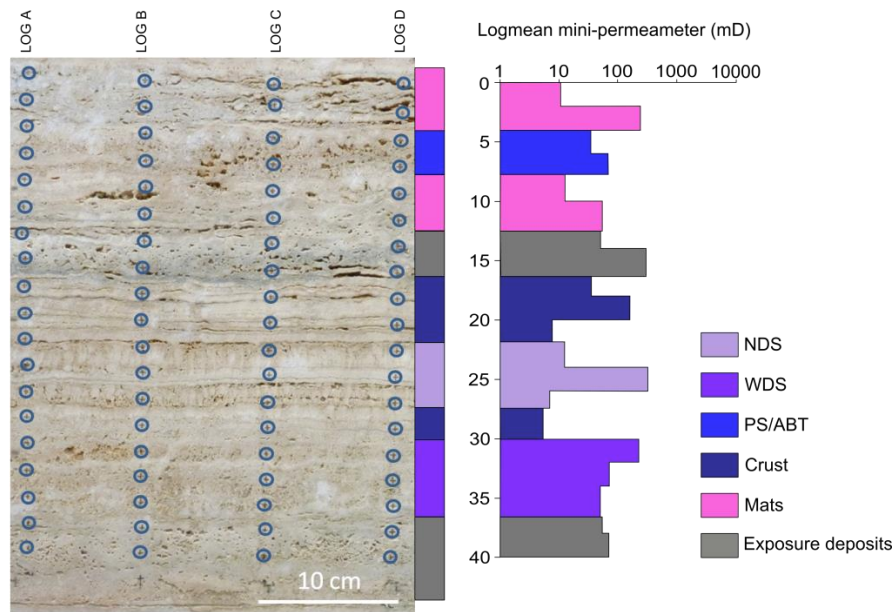 LOG A
LOG B
LOG C
LOG D
Logmean mini-permeameter (mD)
1 10 100 1000 10000
0
5
10
15
20
25
30
35
40
NDS
WDS
PS/ABT
Crust
Mats
Exposure deposits
10 cm